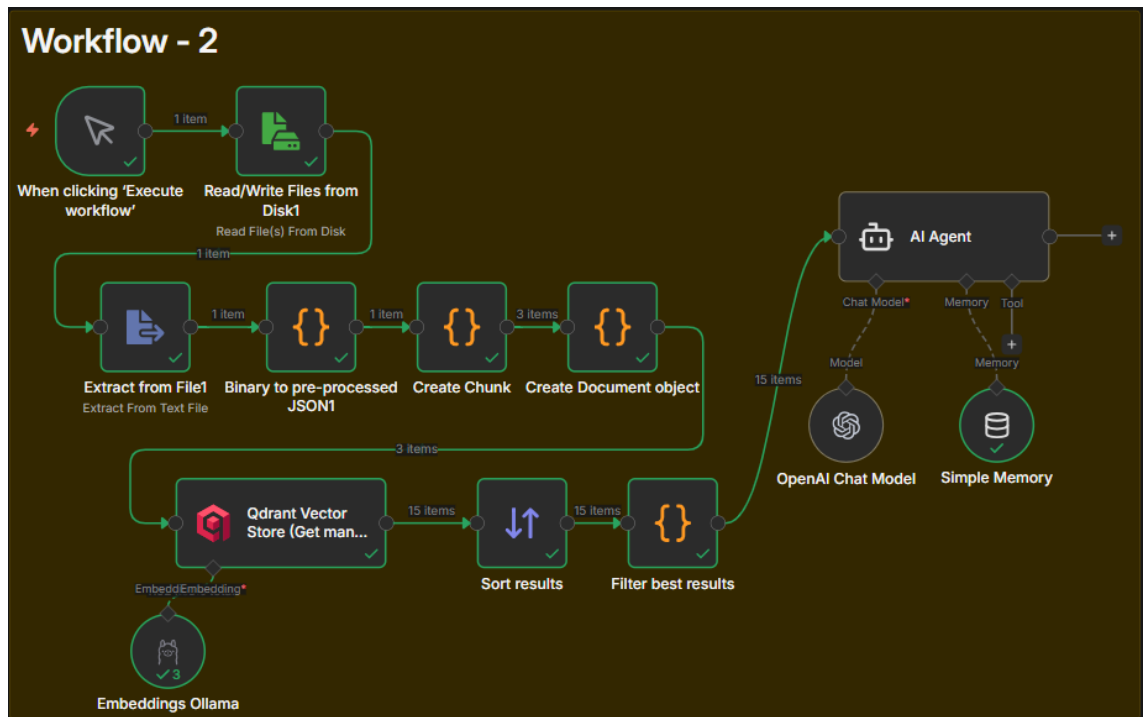 Workflow - 2
1 item
When clicking ‘Execute
workflow’
Read/Write Files from
Disk1
Read File(s) From Disk
1 item
1 item
1 item
3 items
Extract from File1
Extract From Text File
Binary to pre-processed
JSON1
Create Chunk
Create Document object
3 items
Qdrant Vector
Store (Get man...
15 items
15 items
Sort results
Filter best results
Embedding*
3
Embeddings Ollama
15 items
AI Agent
Chat Model*
Memory
Tool
Model
Memory
OpenAI Chat Model
Simple Memory